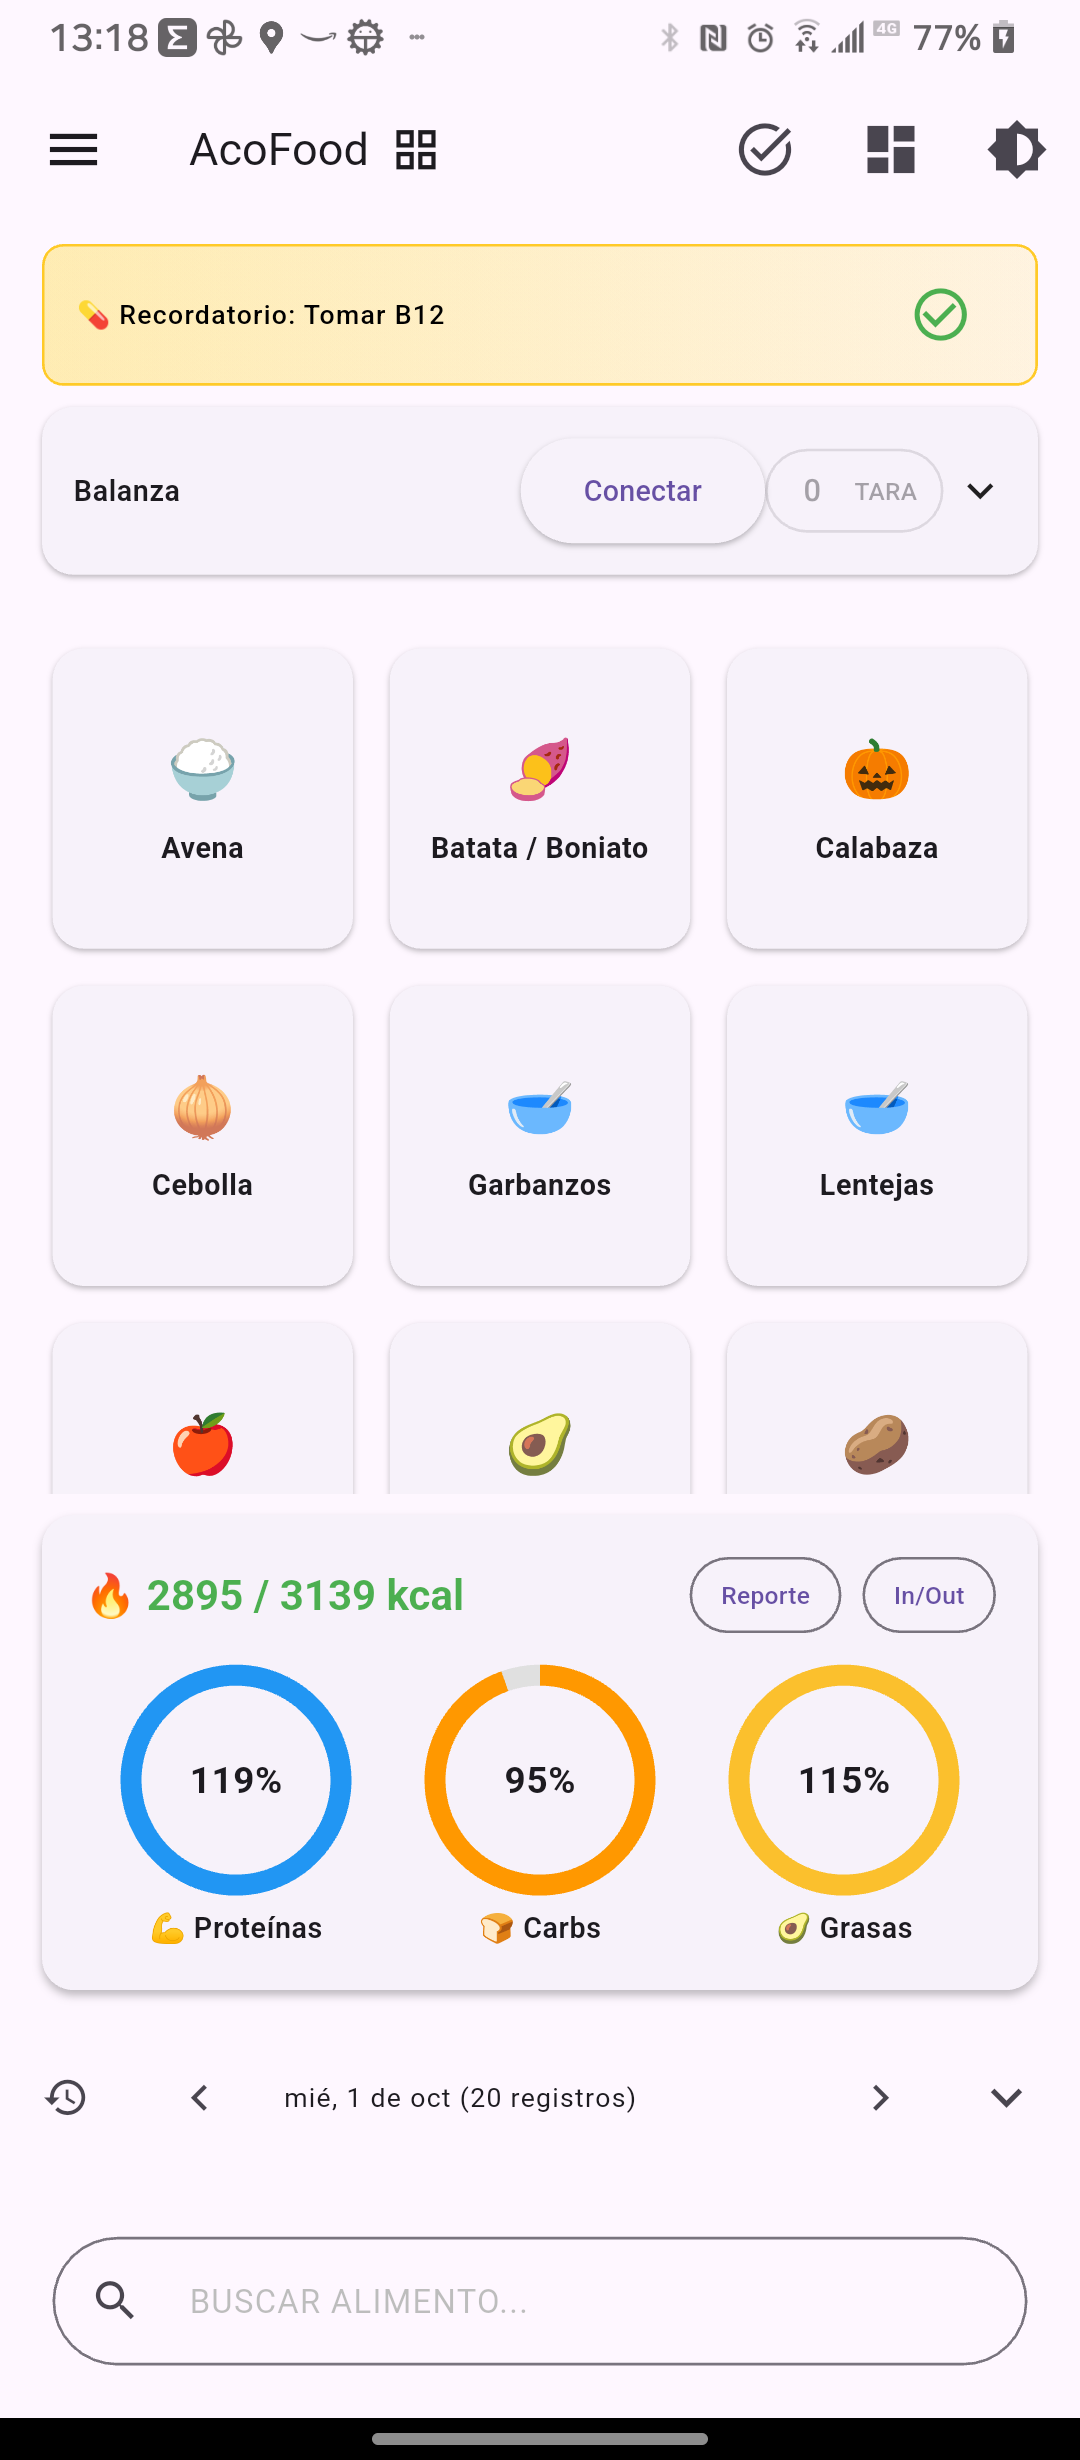 13:18 4G 77%
AcoFood
Recordatorio: Tomar B12
Balanza Conectar 0 TARA
Avena Batata / Boniato Calabaza
Cebolla Garbanzos Lentejas
2895 / 3139 kcal Reporte In/Out
119% 95% 115%
Proteínas Carbs Grasas
mié, 1 de oct (20 registros)
BUSCAR ALIMENTO...